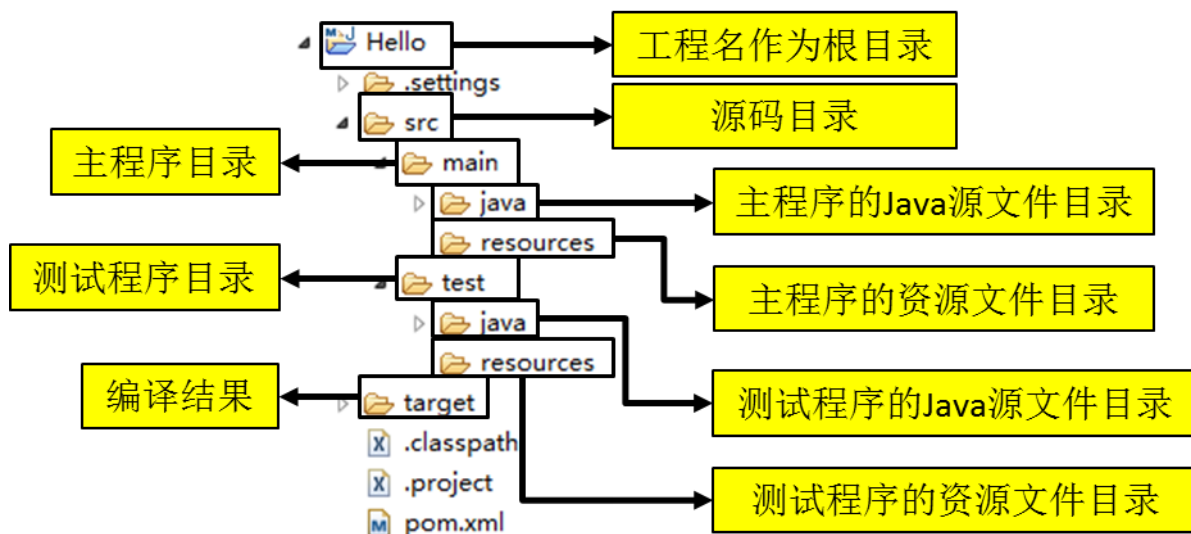 Hello
工程名作为根目录
.settings
src
源码目录
主程序目录
main
java
主程序的Java源文件目录
resources
测试程序目录
test
主程序的资源文件目录
java
resources
编译结果
target
测试程序的Java源文件目录
.classpath
.project
测试程序的资源文件目录
pom.xml